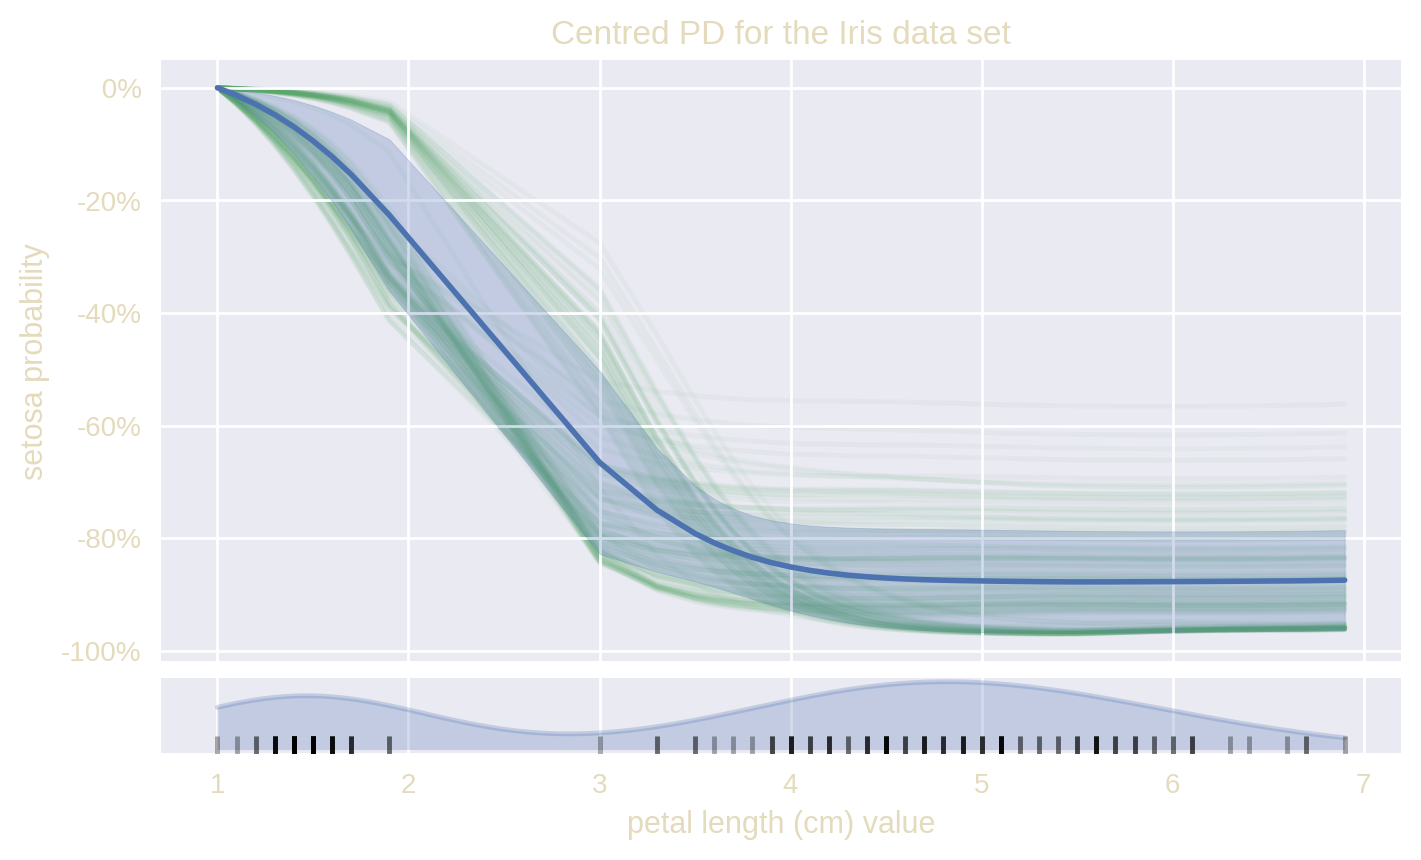 Centred PD for the Iris data set
0%
-20%
-40%
-60%
-80%
-100%
setosa probability
1 2 3 4 5 6 7
petal length (cm) value